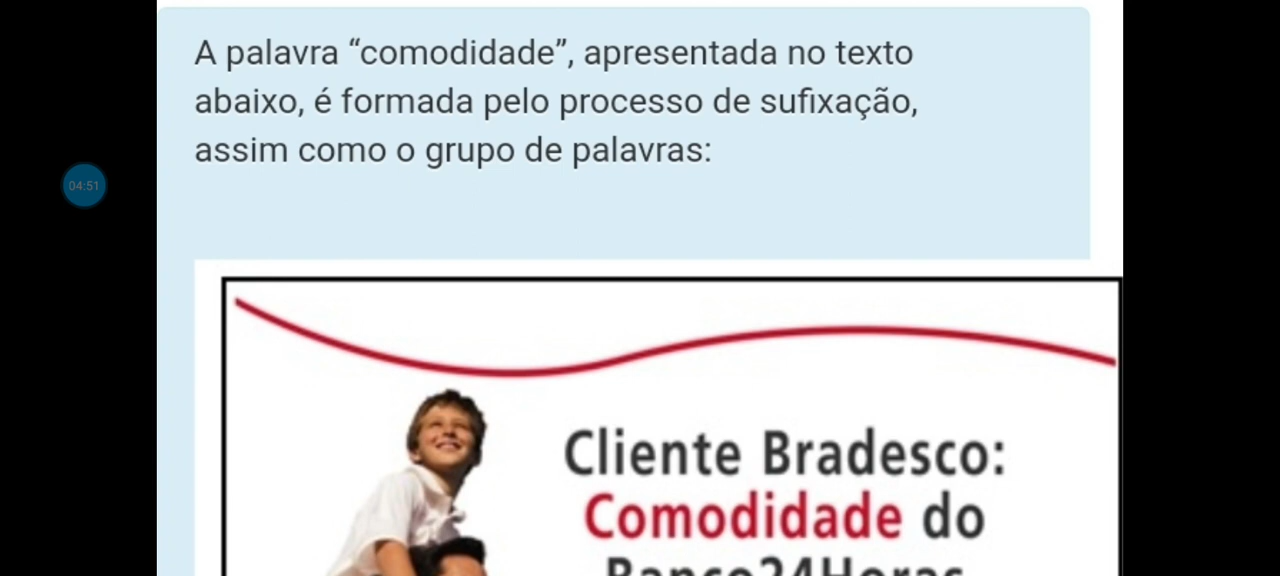 A palavra “comodidade”, apresentada no texto
abaixo, é formada pelo processo de sufixação,
assim como o grupo de palavras:
04:51
Cliente Bradesco:
Comodidade do
Banco24Horas